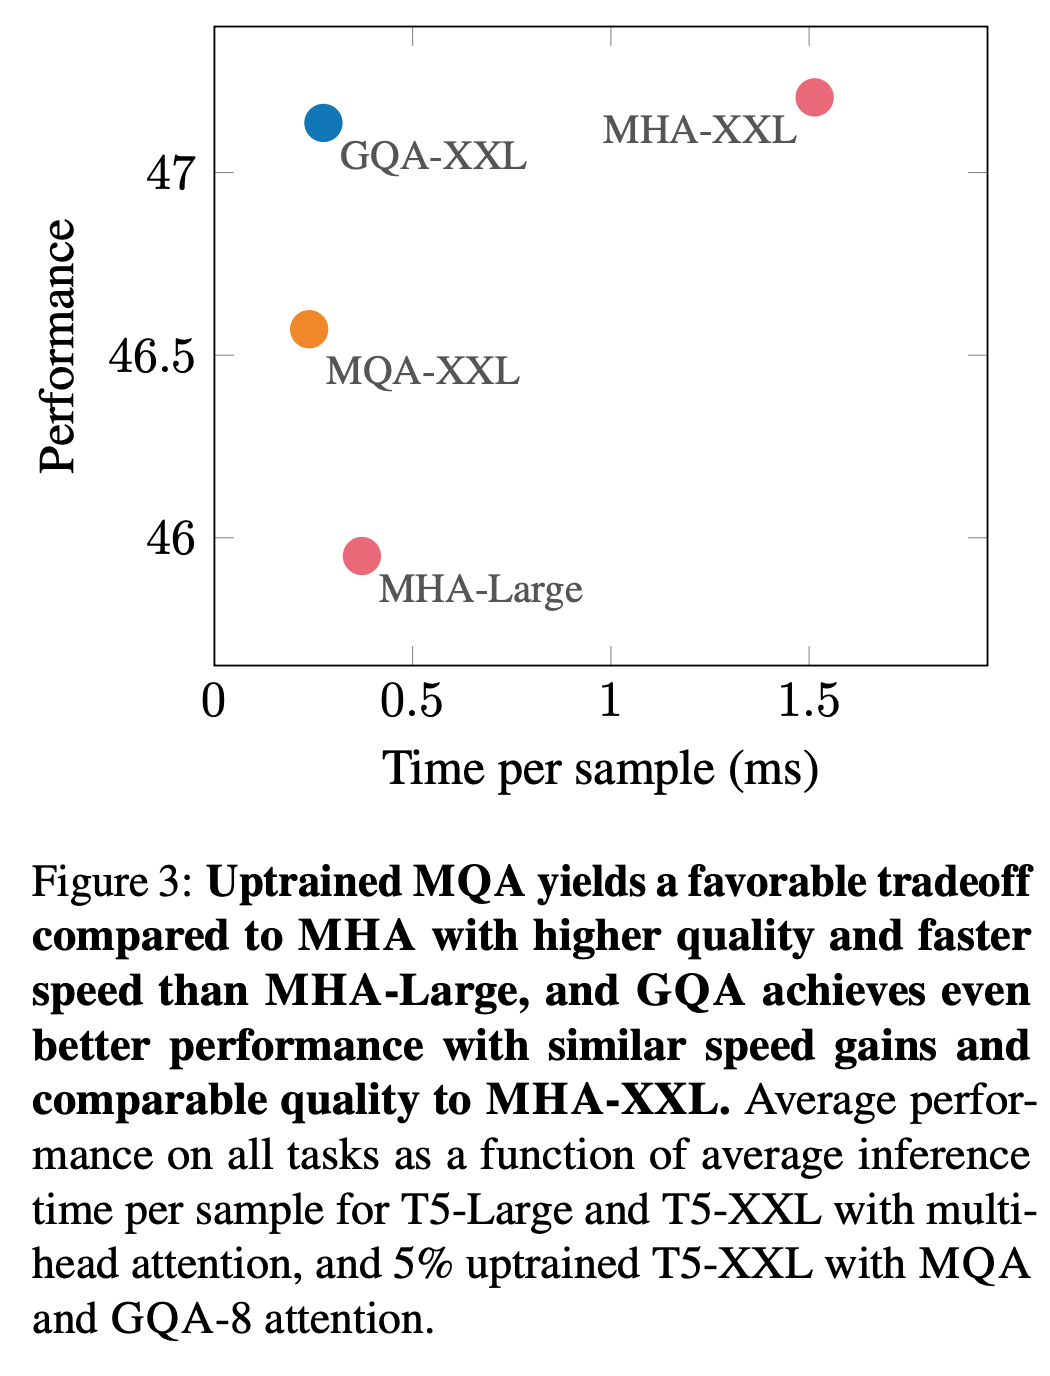 MHA-XXL
GQA-XXL
47
Performance
46.5
MQA-XXL
46
MHA-Large
0 0.5 1 1.5
Time per sample (ms)
Figure 3: Uptrained MQA yields a favorable tradeoff
compared to MHA with higher quality and faster
speed than MHA-Large, and GQA achieves even
better performance with similar speed gains and
comparable quality to MHA-XXL. Average perfor-
mance on all tasks as a function of average inference
time per sample for T5-Large and T5-XXL with multi-
head attention, and 5% uptrained T5-XXL with MQA
and GQA-8 attention.